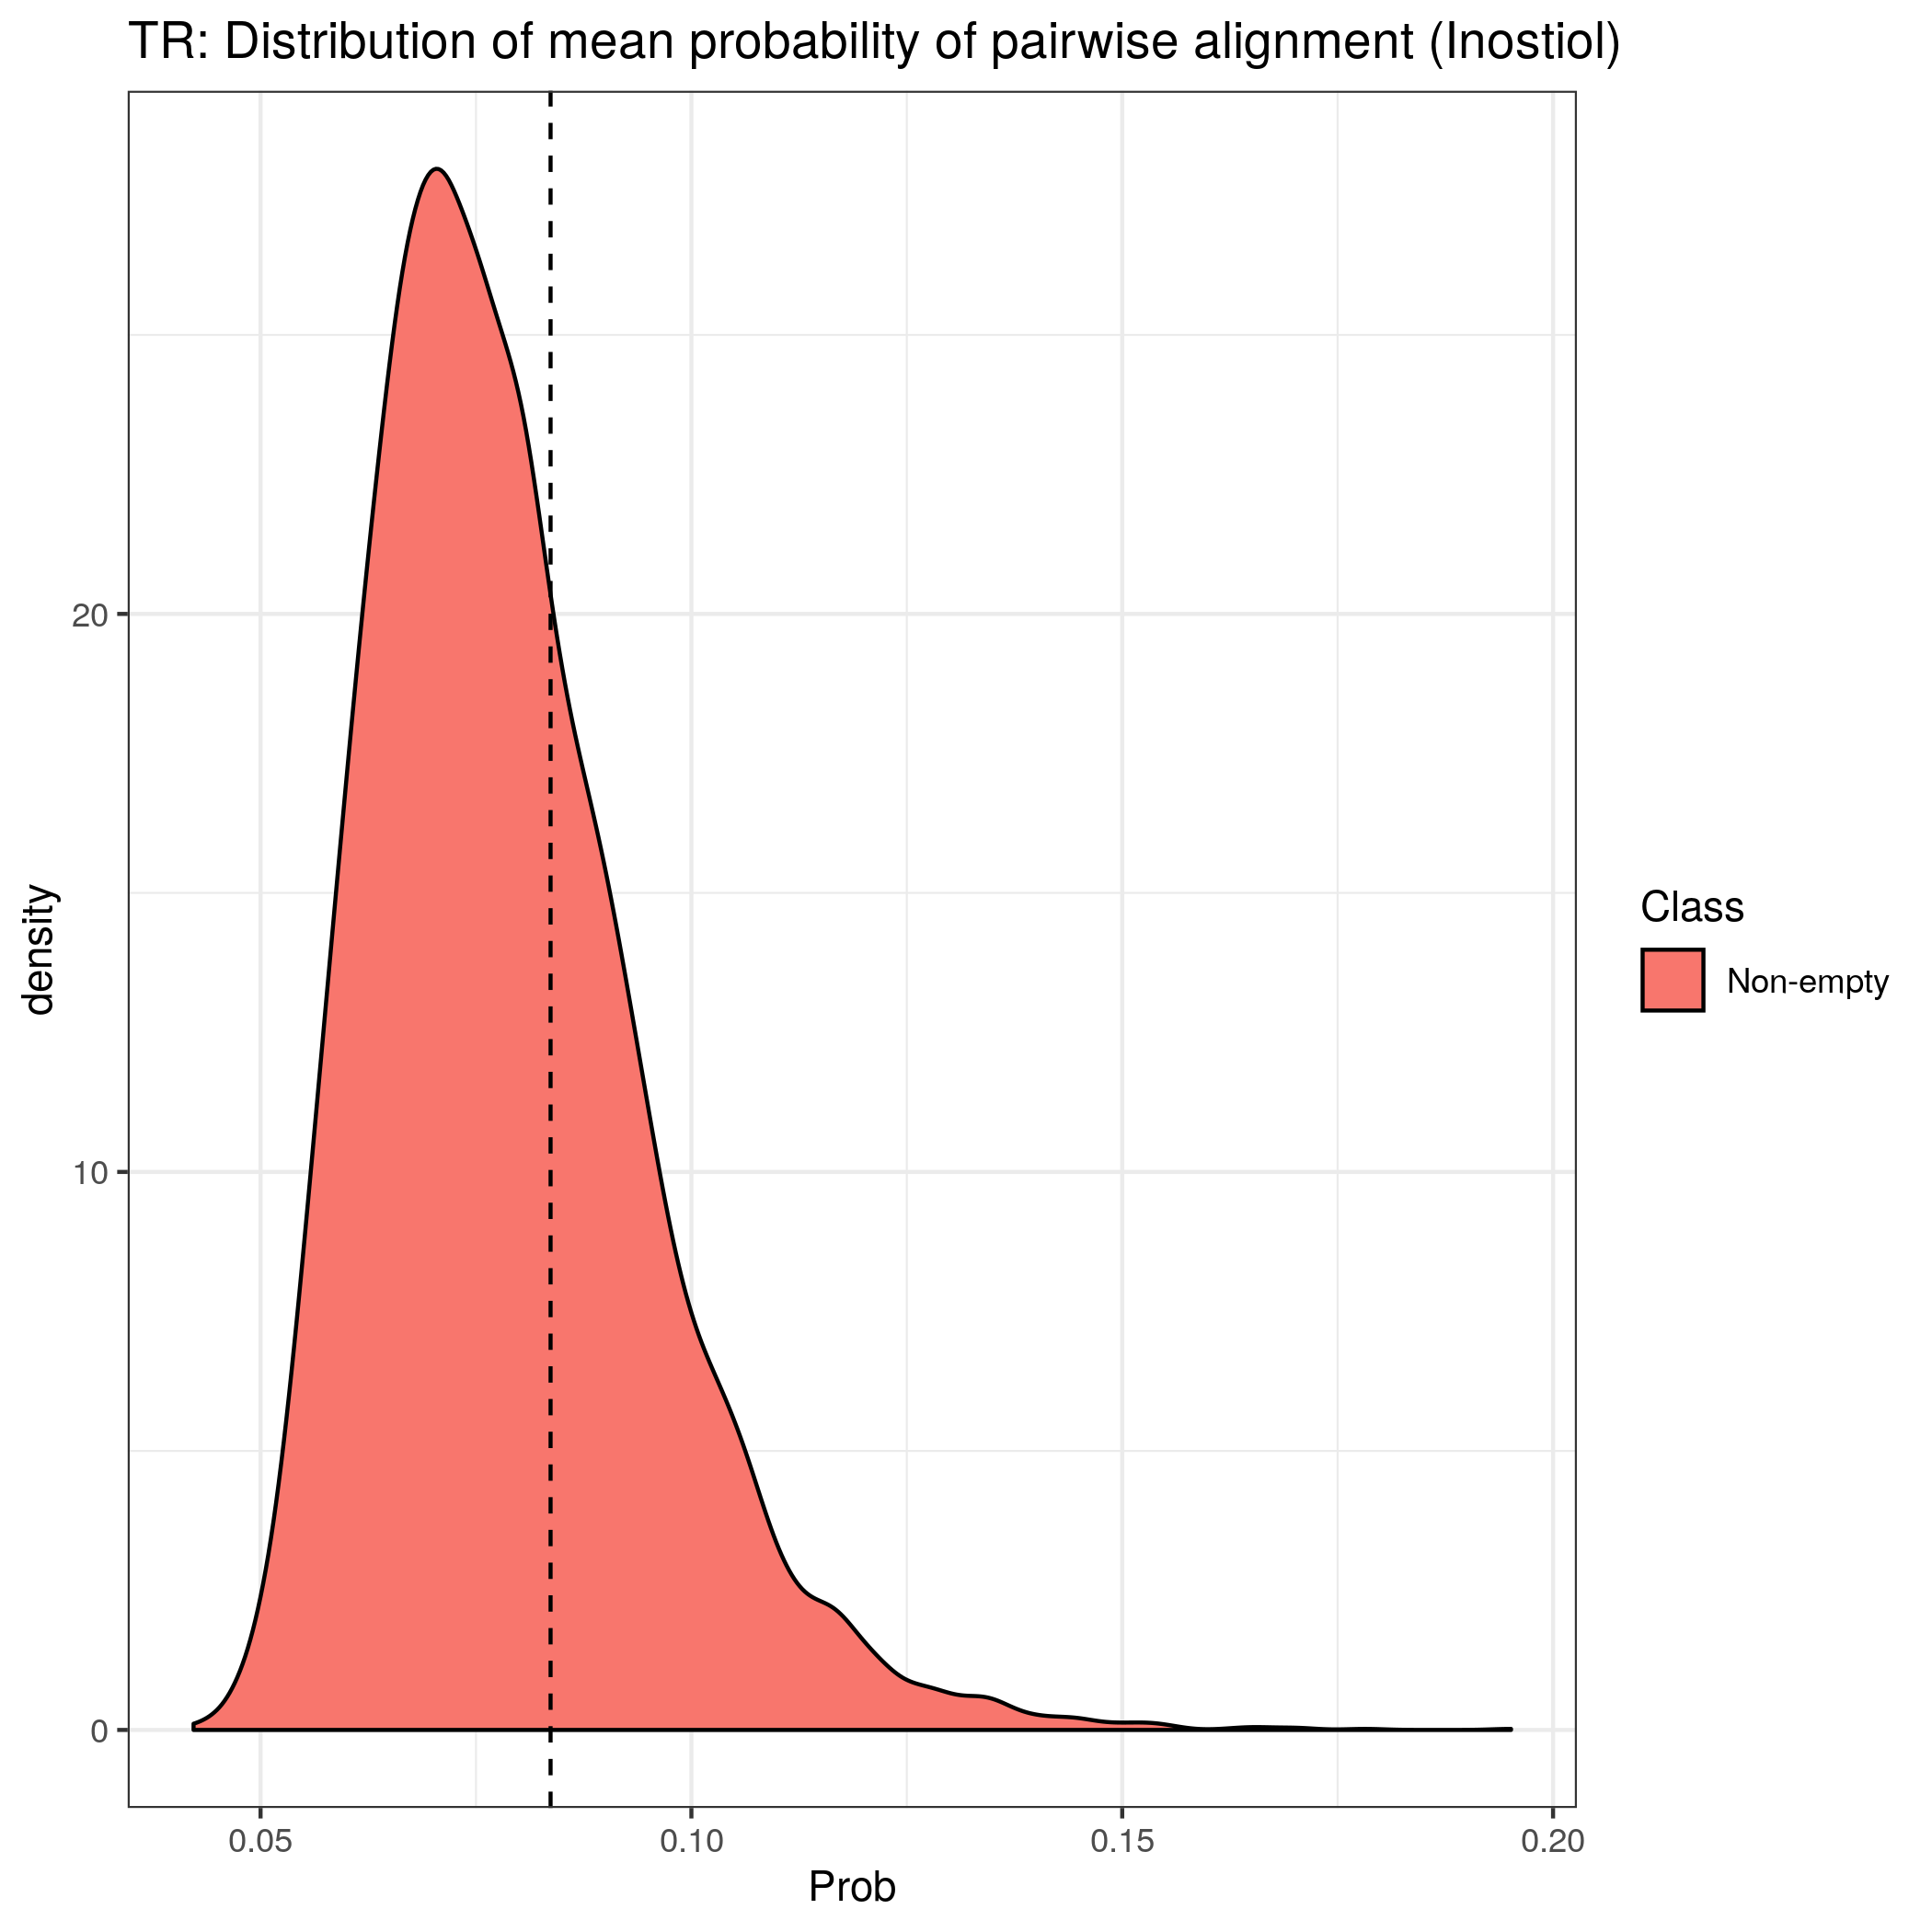 TR: Distribution of mean probability of pairwise alignment (Inostiol)
density
20
10
0
0.05
0.10
0.15
0.20
Prob
Class
Non-empty